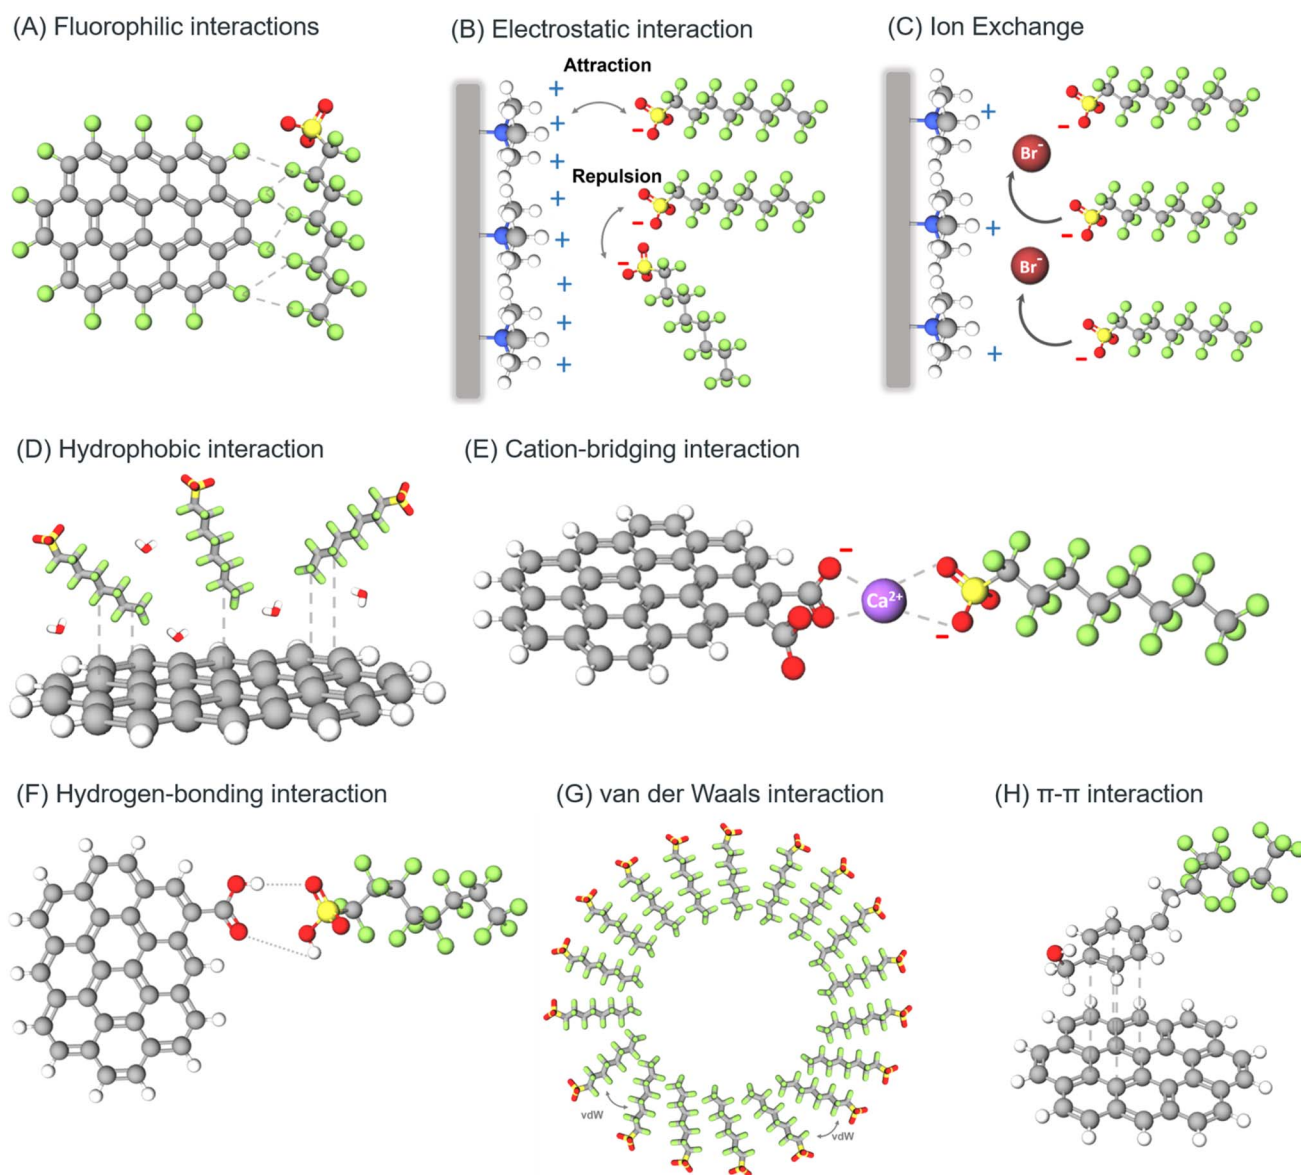 (A) Fluorophilic interactions
(B) Electrostatic interaction
(C) Ion Exchange
Attraction
+
+
+
−
Repulsion
+
−
+
−
+
+
+
+
−
Br⁻
+
−
Br⁻
−
+
(D) Hydrophobic interaction
(E) Cation-bridging interaction
−
Ca²⁺
−
(F) Hydrogen-bonding interaction
(G) van der Waals interaction
(H) π-π interaction
vdW
vdW